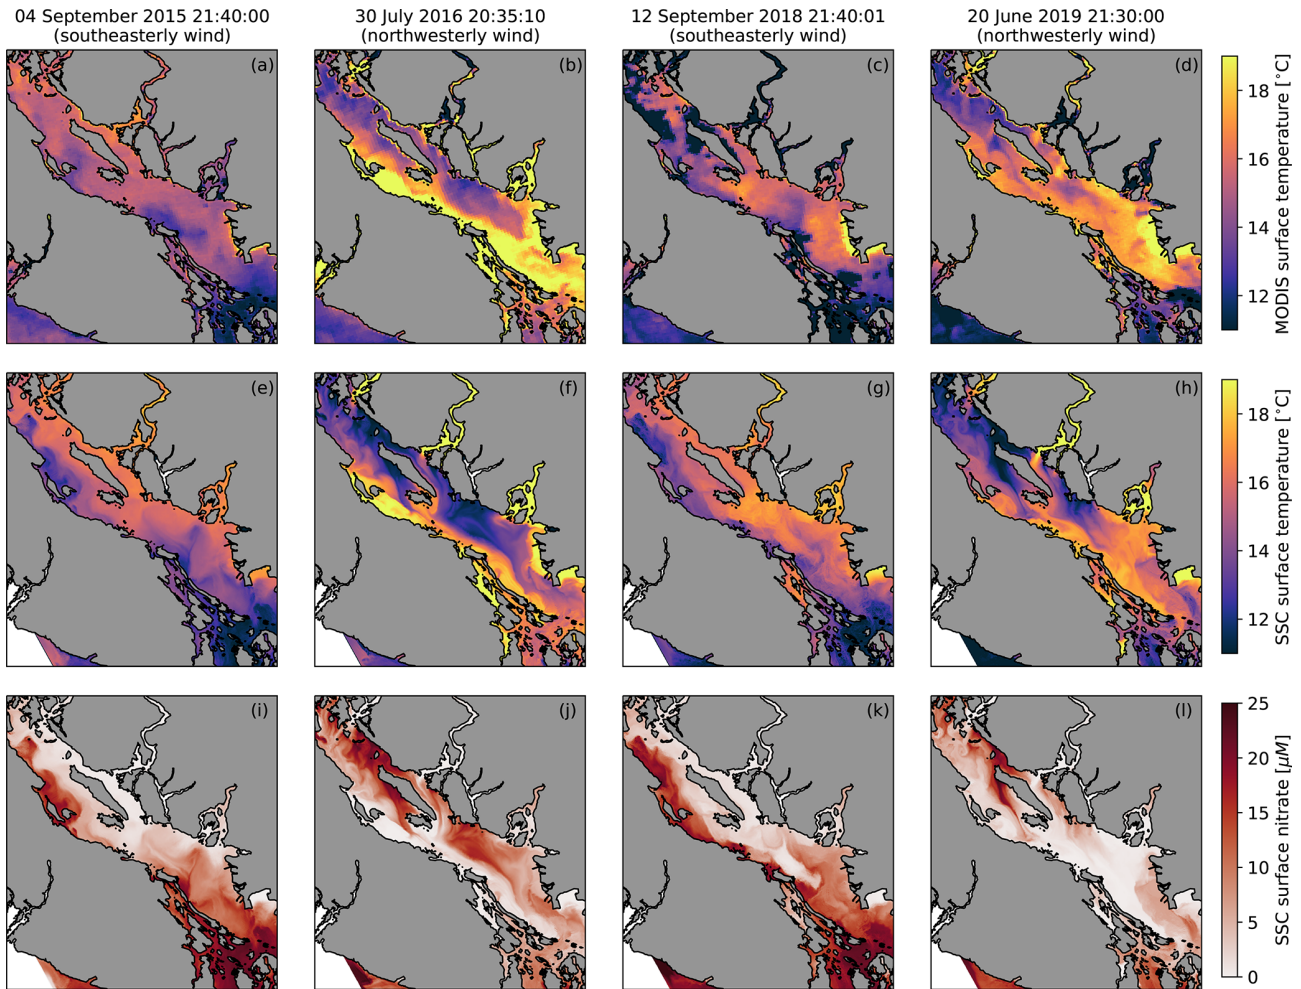 04 September 2015 21:40:00
(southeasterly wind)
30 July 2016 20:35:10
(northwesterly wind)
12 September 2018 21:40:01
(southeasterly wind)
20 June 2019 21:30:00
(northwesterly wind)
(a)
(b)
(c)
(d)
18
16
14
12
MODIS surface temperature [°C]
(e)
(f)
(g)
(h)
18
16
14
12
SSC surface temperature [°C]
(i)
(j)
(k)
(l)
25
20
15
10
5
0
SSC surface nitrate [μM]